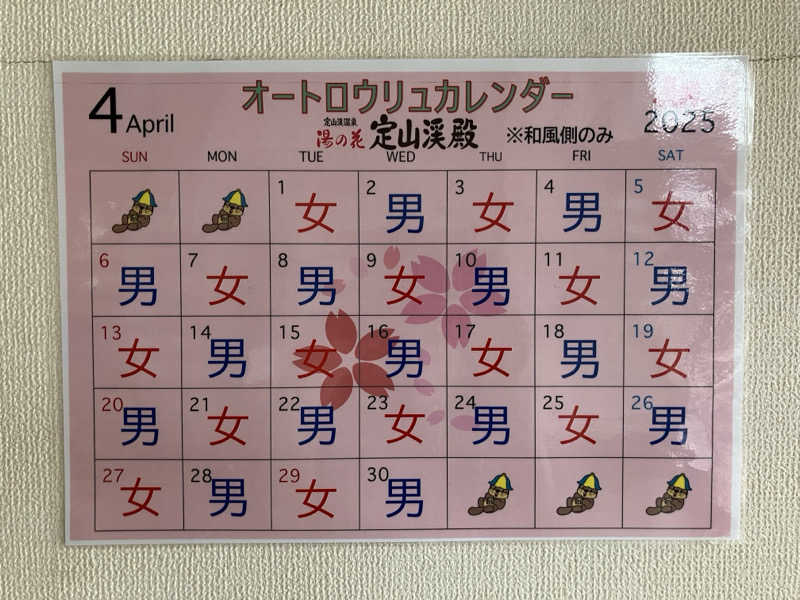 4 April オートロウリュカレンダー 2025
定山渓温泉
湯の花 定山渓殿 ※和風側のみ
SUN MON TUE WED THU FRI SAT
1 女 2 男 3 女 4 男 5 女
6 男 7 女 8 男 9 女 10 男 11 女 12 男
13 女 14 男 15 女 16 男 17 女 18 男 19 女
20 男 21 女 22 男 23 女 24 男 25 女 26 男
27 女 28 男 29 女 30 男